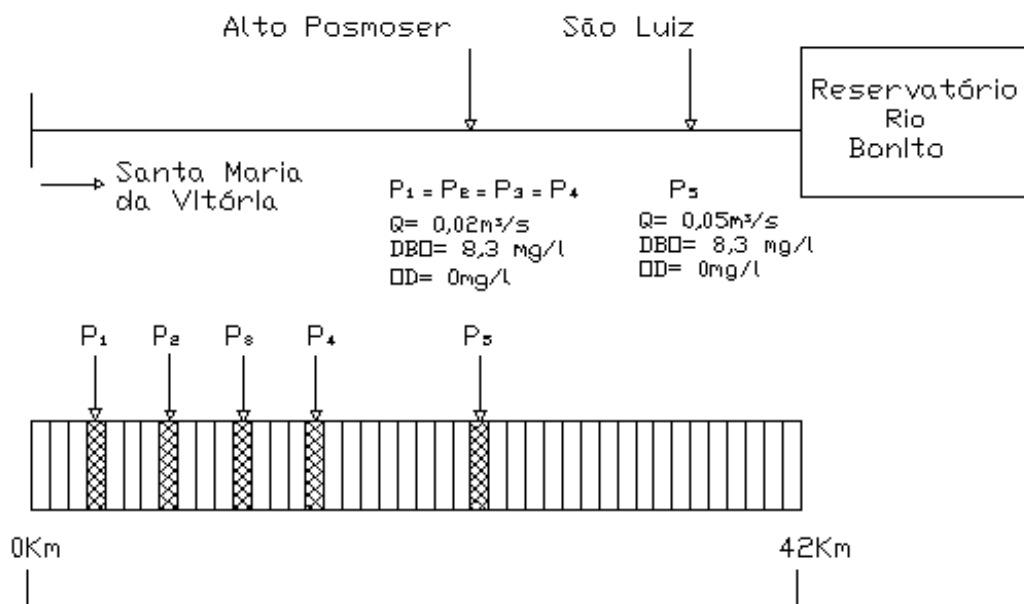 Alto Posmoser
São Luiz
Reservatório
Rio
Bonito
Santa Maria
da Vitória
P₁ = P₂ = P₃ = P₄
Q= 0,02m³/s
DBO= 8,3 mg/l
OD= 0mg/l
P₅
Q= 0,05m³/s
DBO= 8,3 mg/l
OD= 0mg/l
P₁ P₂ P₃ P₄ P₅
0Km 42Km